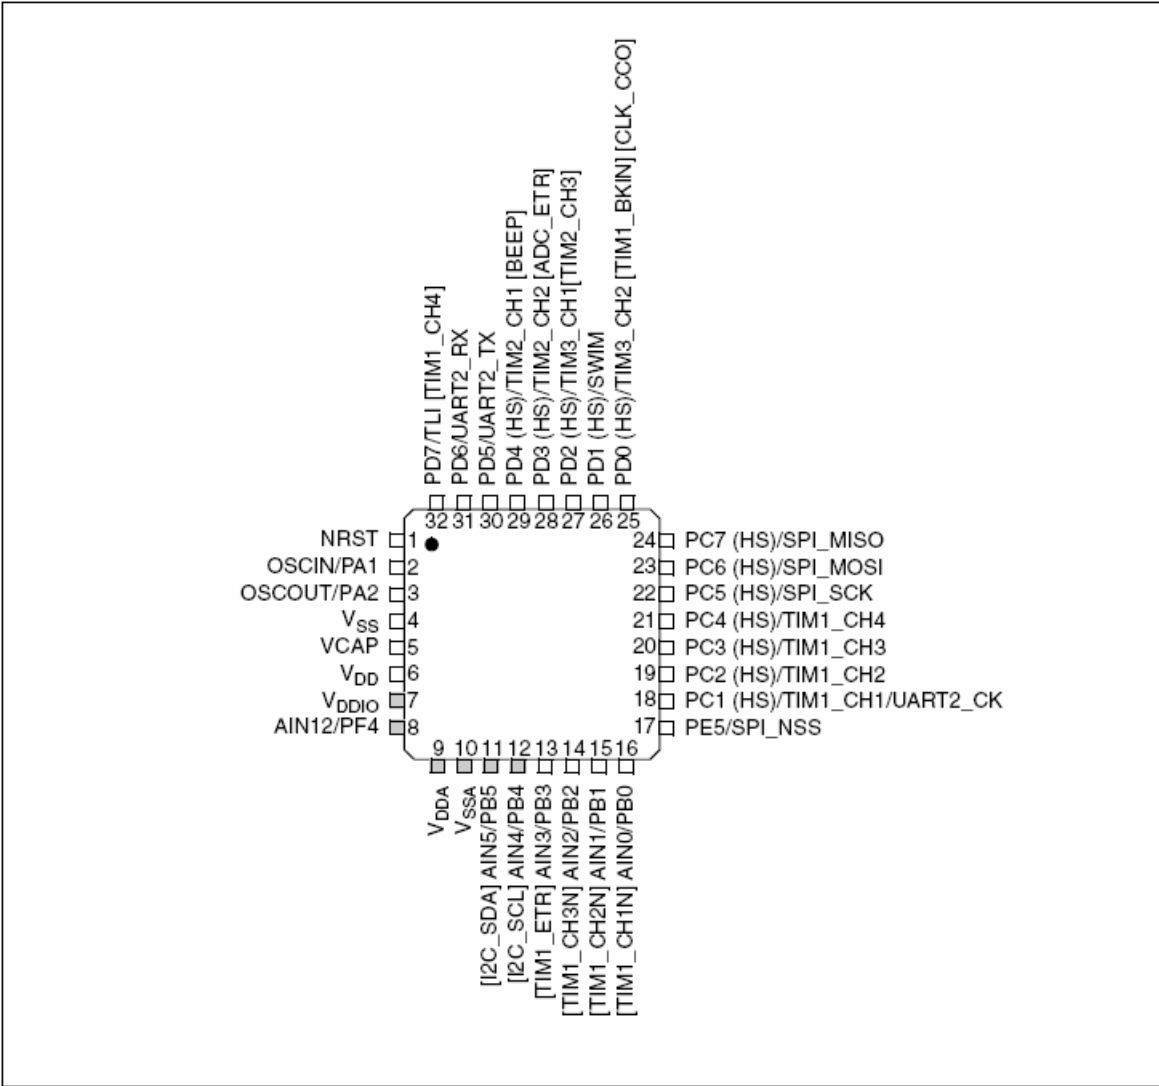 PD7/TLI [TIM1_CH4]
PD6/UART2_RX
PD5/UART2_TX
PD4 (HS)/TIM2_CH1 [BEEP]
PD3 (HS)/TIM2_CH2 [ADC_ETR]
PD2 (HS)/TIM3_CH1[TIM2_CH3]
PD1 (HS)/SWIM
PD0 (HS)/TIM3_CH2 [TIM1_BKIN] [CLK_CCO]
32 31 30 29 28 27 26 25
NRST 1
OSCIN/PA1 2
OSCOUT/PA2 3
VSS 4
VCAP 5
VDD 6
VDDIO 7
AIN12/PF4 8
24 PC7 (HS)/SPI_MISO
23 PC6 (HS)/SPI_MOSI
22 PC5 (HS)/SPI_SCK
21 PC4 (HS)/TIM1_CH4
20 PC3 (HS)/TIM1_CH3
19 PC2 (HS)/TIM1_CH2
18 PC1 (HS)/TIM1_CH1/UART2_CK
17 PE5/SPI_NSS
9 10 11 12 13 14 15 16
VDDA
VSSA
[I2C_SDA] AIN5/PB5
[I2C_SCL] AIN4/PB4
[TIM1_ETR] AIN3/PB3
[TIM1_CH3N] AIN2/PB2
[TIM1_CH2N] AIN1/PB1
[TIM1_CH1N] AIN0/PB0